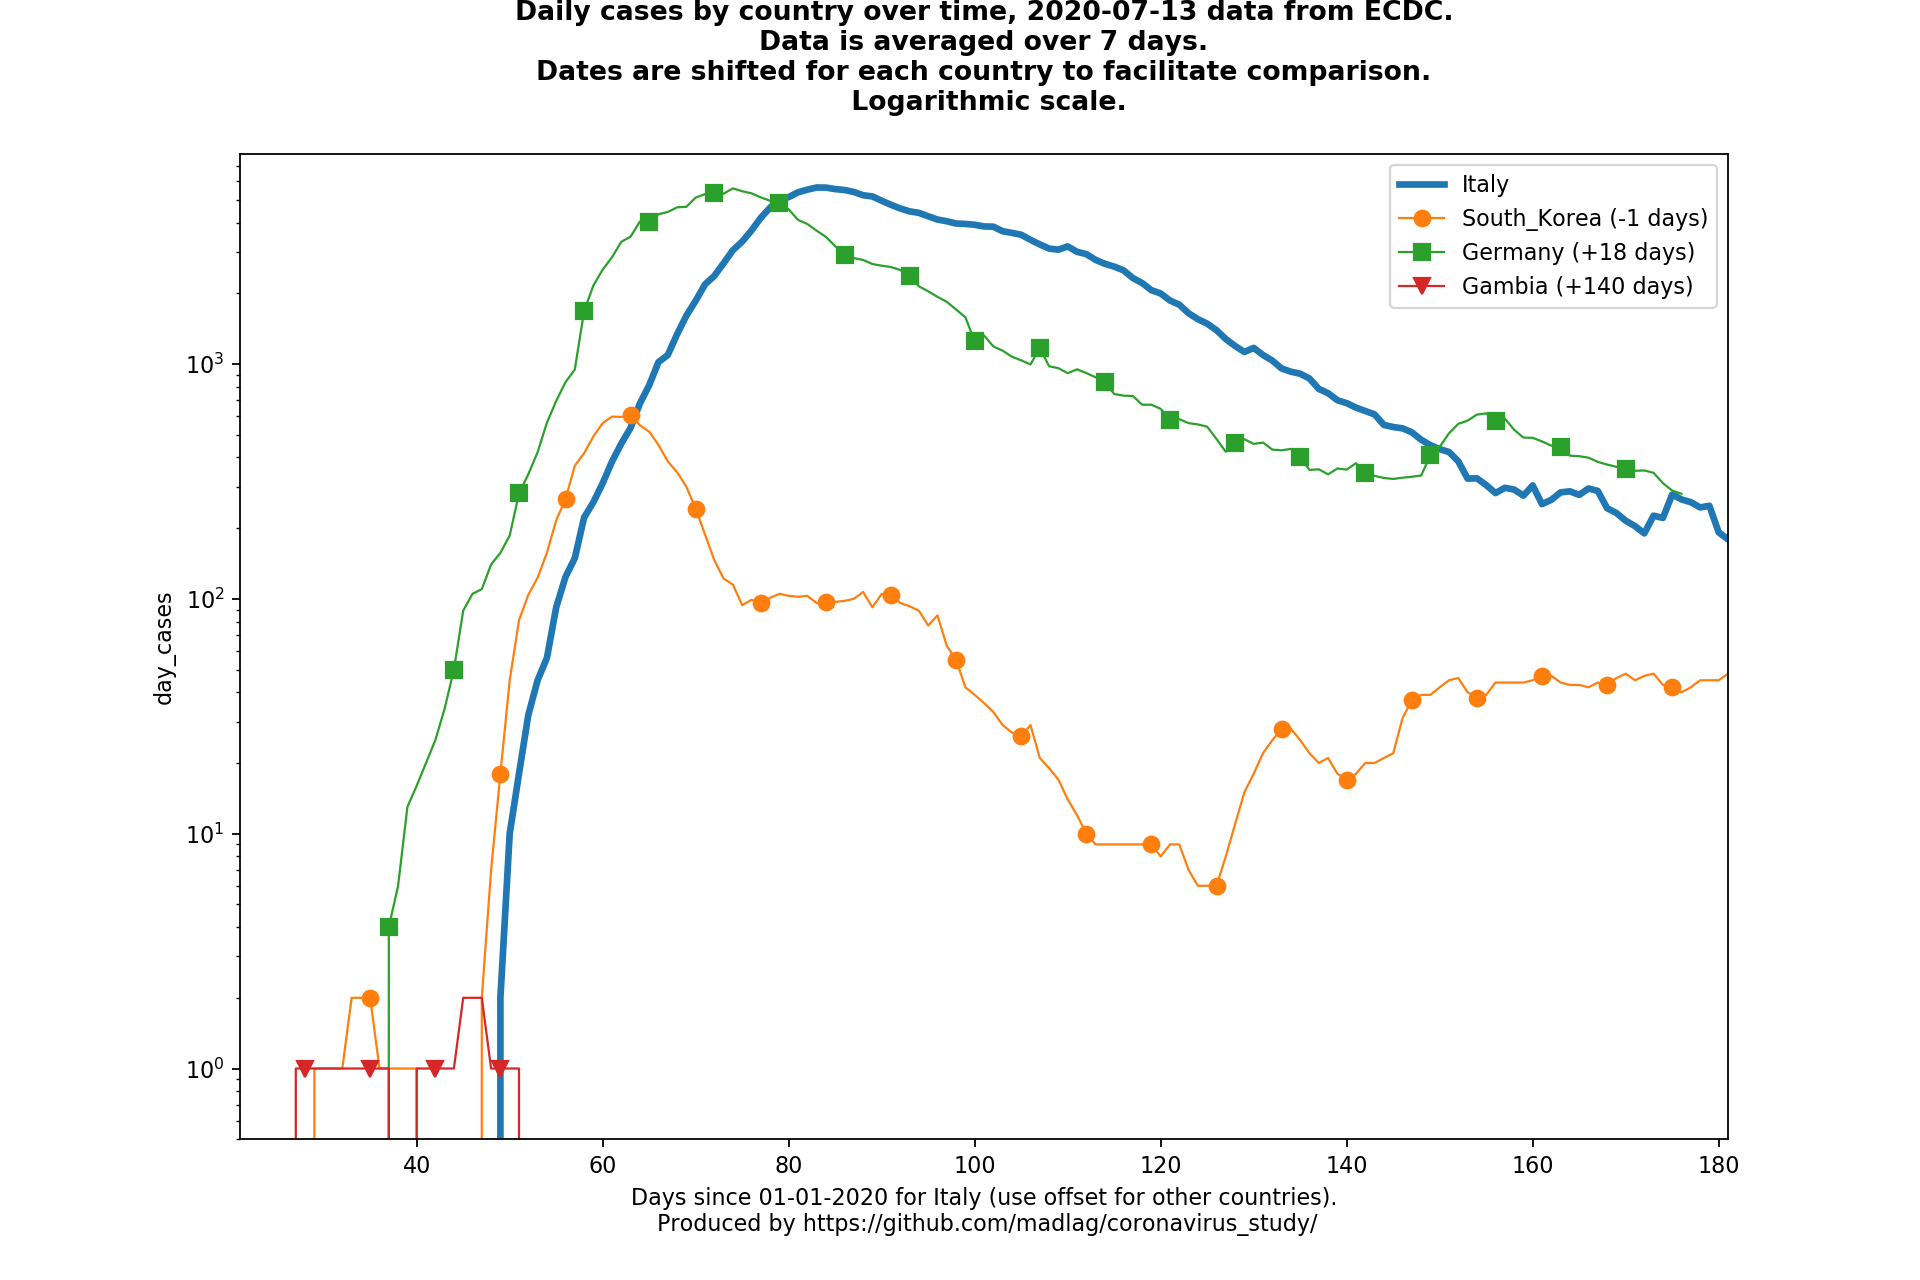 Daily cases by country over time, 2020-07-13 data from ECDC.
Data is averaged over 7 days.
Dates are shifted for each country to facilitate comparison.
Logarithmic scale.
Italy
South_Korea (-1 days)
Germany (+18 days)
Gambia (+140 days)
day_cases
10³
10²
10¹
10⁰
40 60 80 100 120 140 160 180
Days since 01-01-2020 for Italy (use offset for other countries).
Produced by https://github.com/madlag/coronavirus_study/